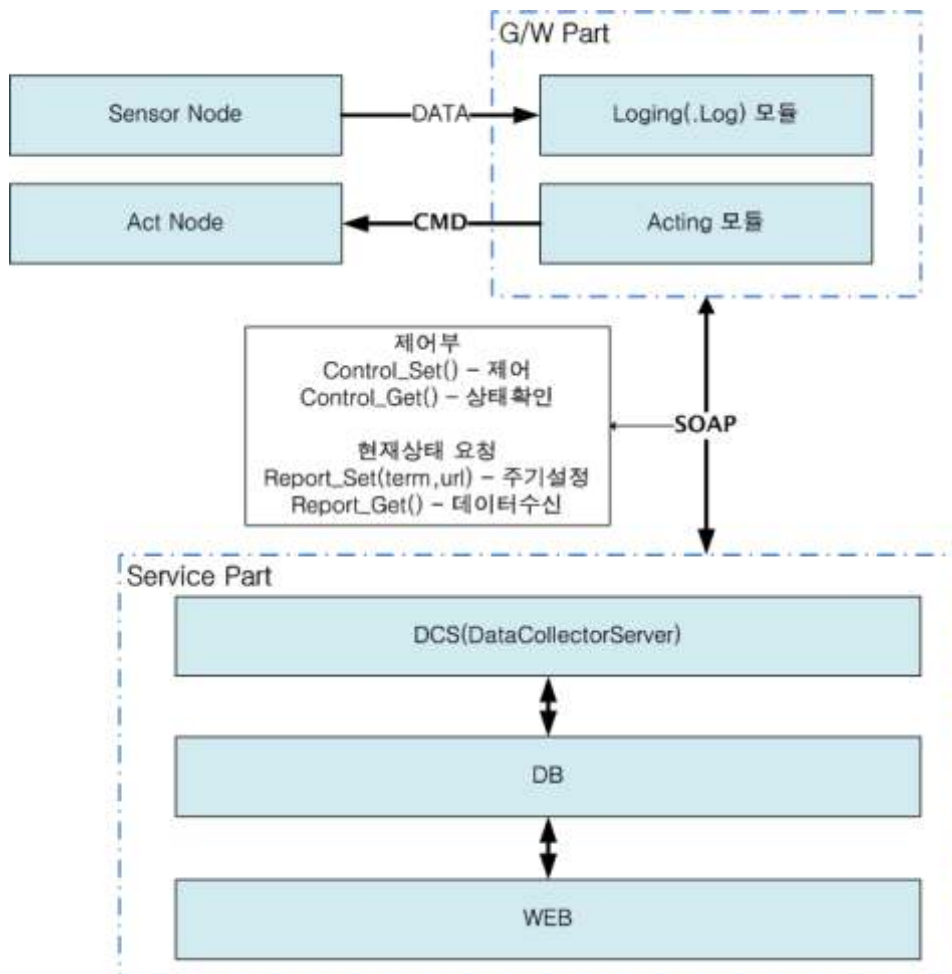 G/W Part
Sensor Node
DATA
Loging(.Log) 모듈
Act Node
CMD
Acting 모듈
제어부
Control_Set() - 제어
Control_Get() - 상태확인
현재상태 요청
Report_Set(term,url) - 주기설정
Report_Get() - 데이터수신
SOAP
Service Part
DCS(DataCollectorServer)
DB
WEB